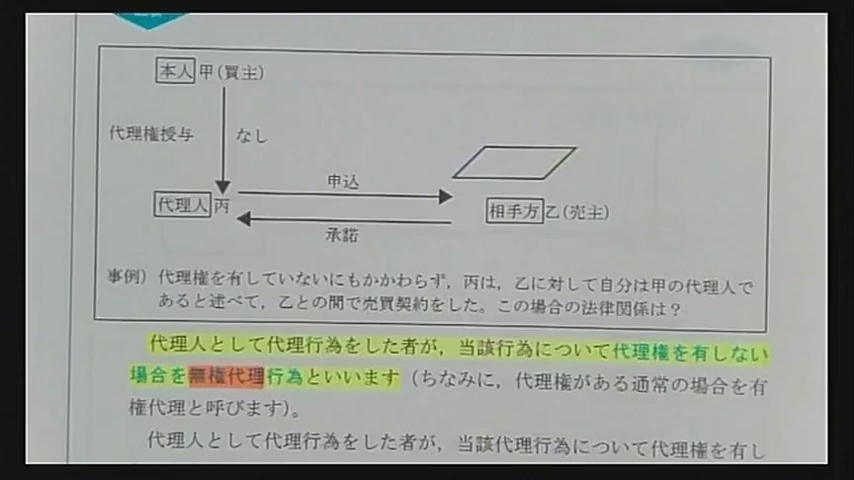 本人 甲(買主)
代理権授与 なし
申込
代理人 丙
相手方 乙(売主)
承諾
事例) 代理権を有していないにもかかわらず,丙は,乙に対して自分は甲の代理人で
あると述べて,乙との間で売買契約をした。この場合の法律関係は?
代理人として代理行為をした者が,当該行為について代理権を有しない
場合を無権代理行為といいます(ちなみに,代理権がある通常の場合を有
権代理と呼びます)。
代理人として代理行為をした者が,当該代理行為について代理権を有し